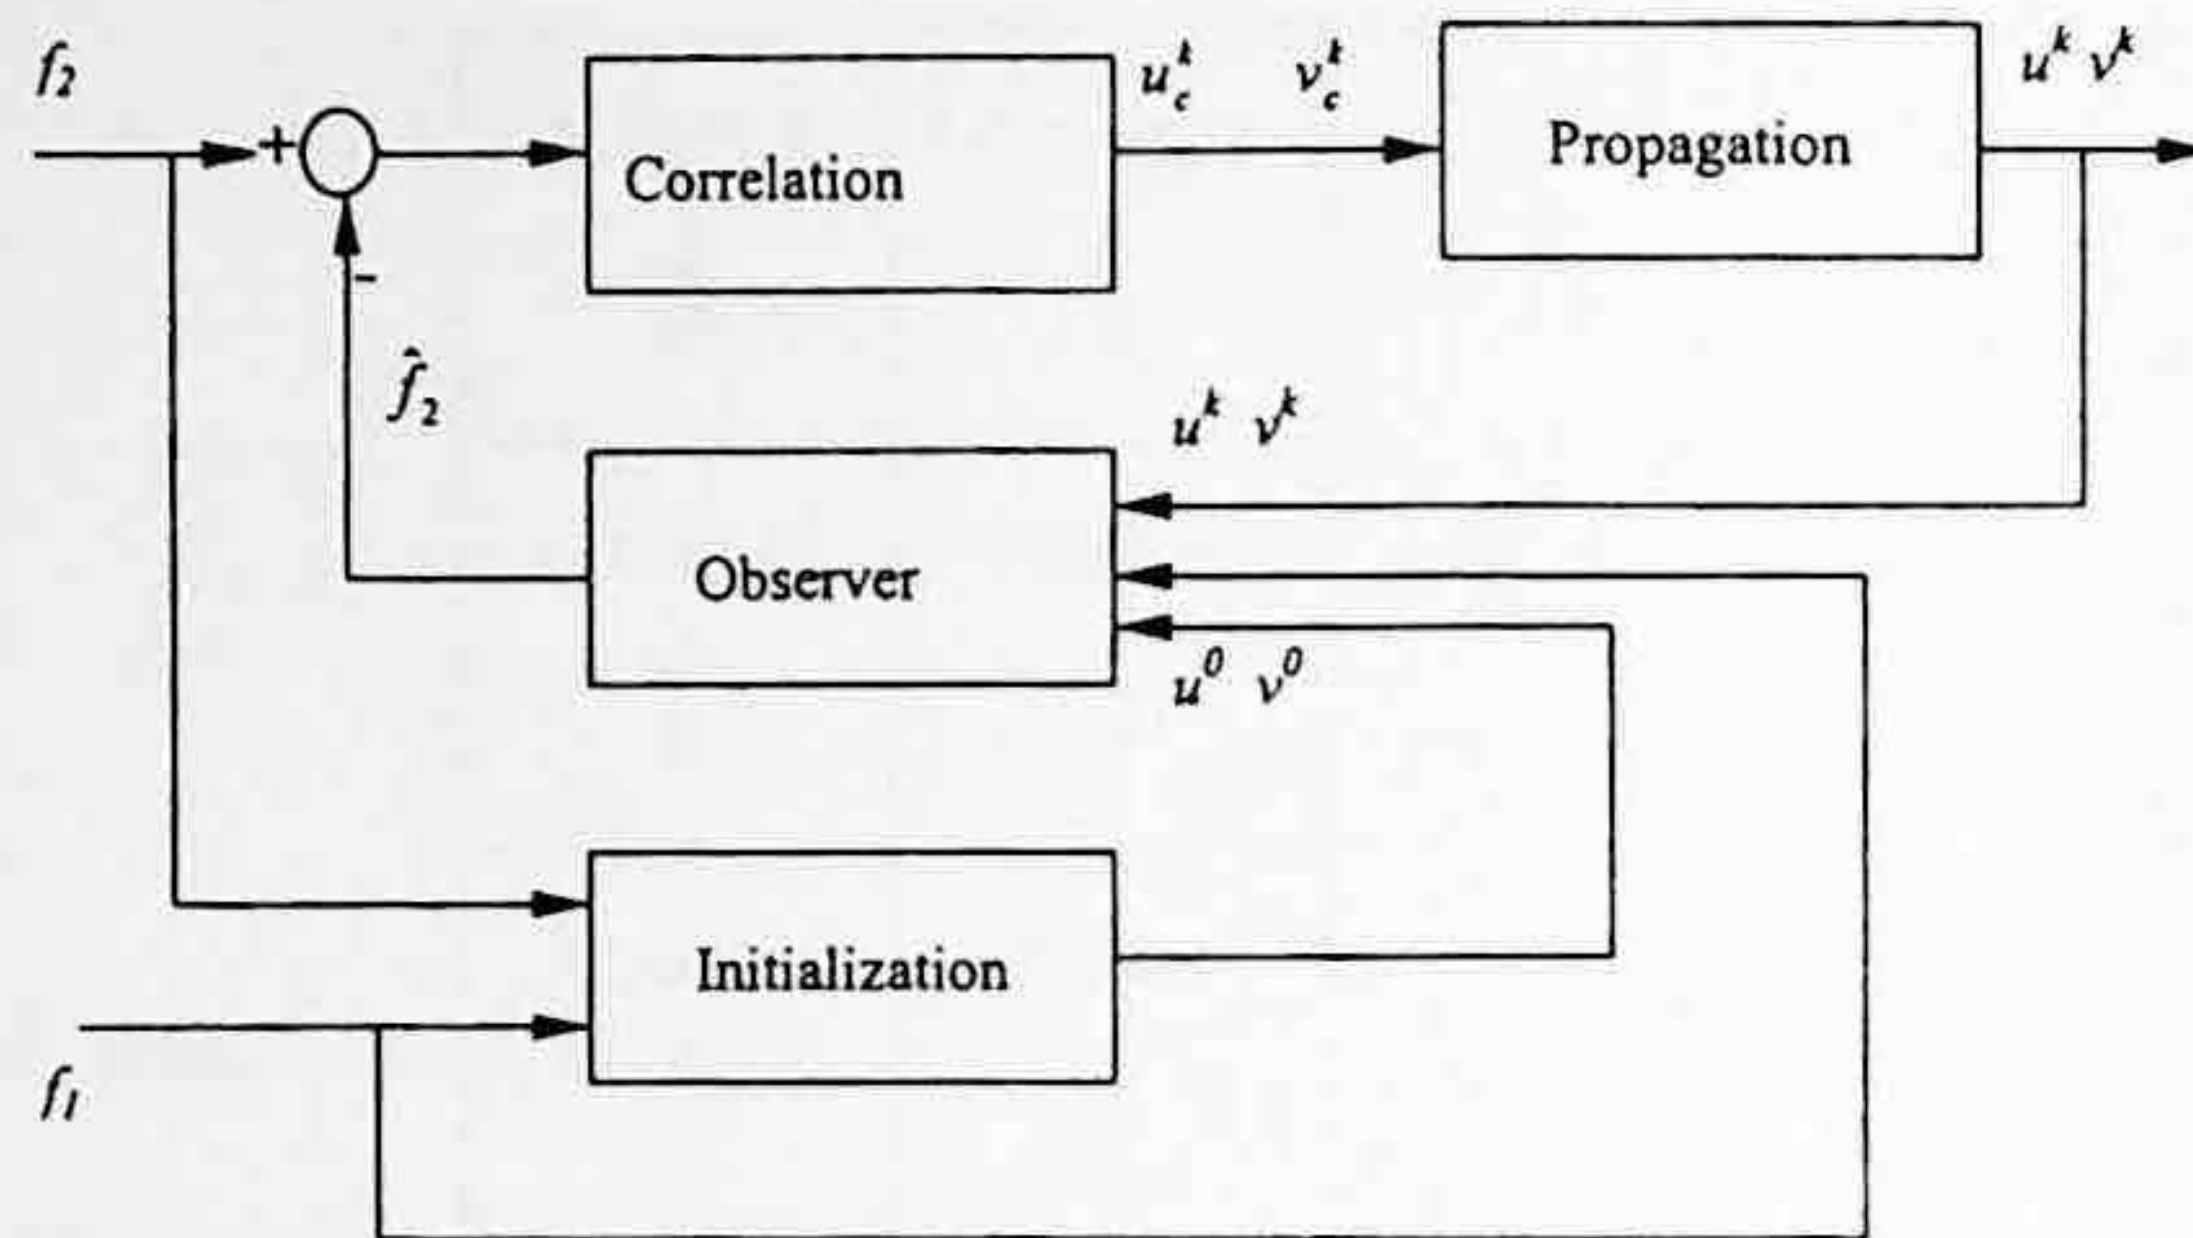 f₂
+
-
Correlation
u_c^k v_c^k
Propagation
u^k v^k
f̂₂
u^k v^k
Observer
u^0 v^0
Initialization
f₁